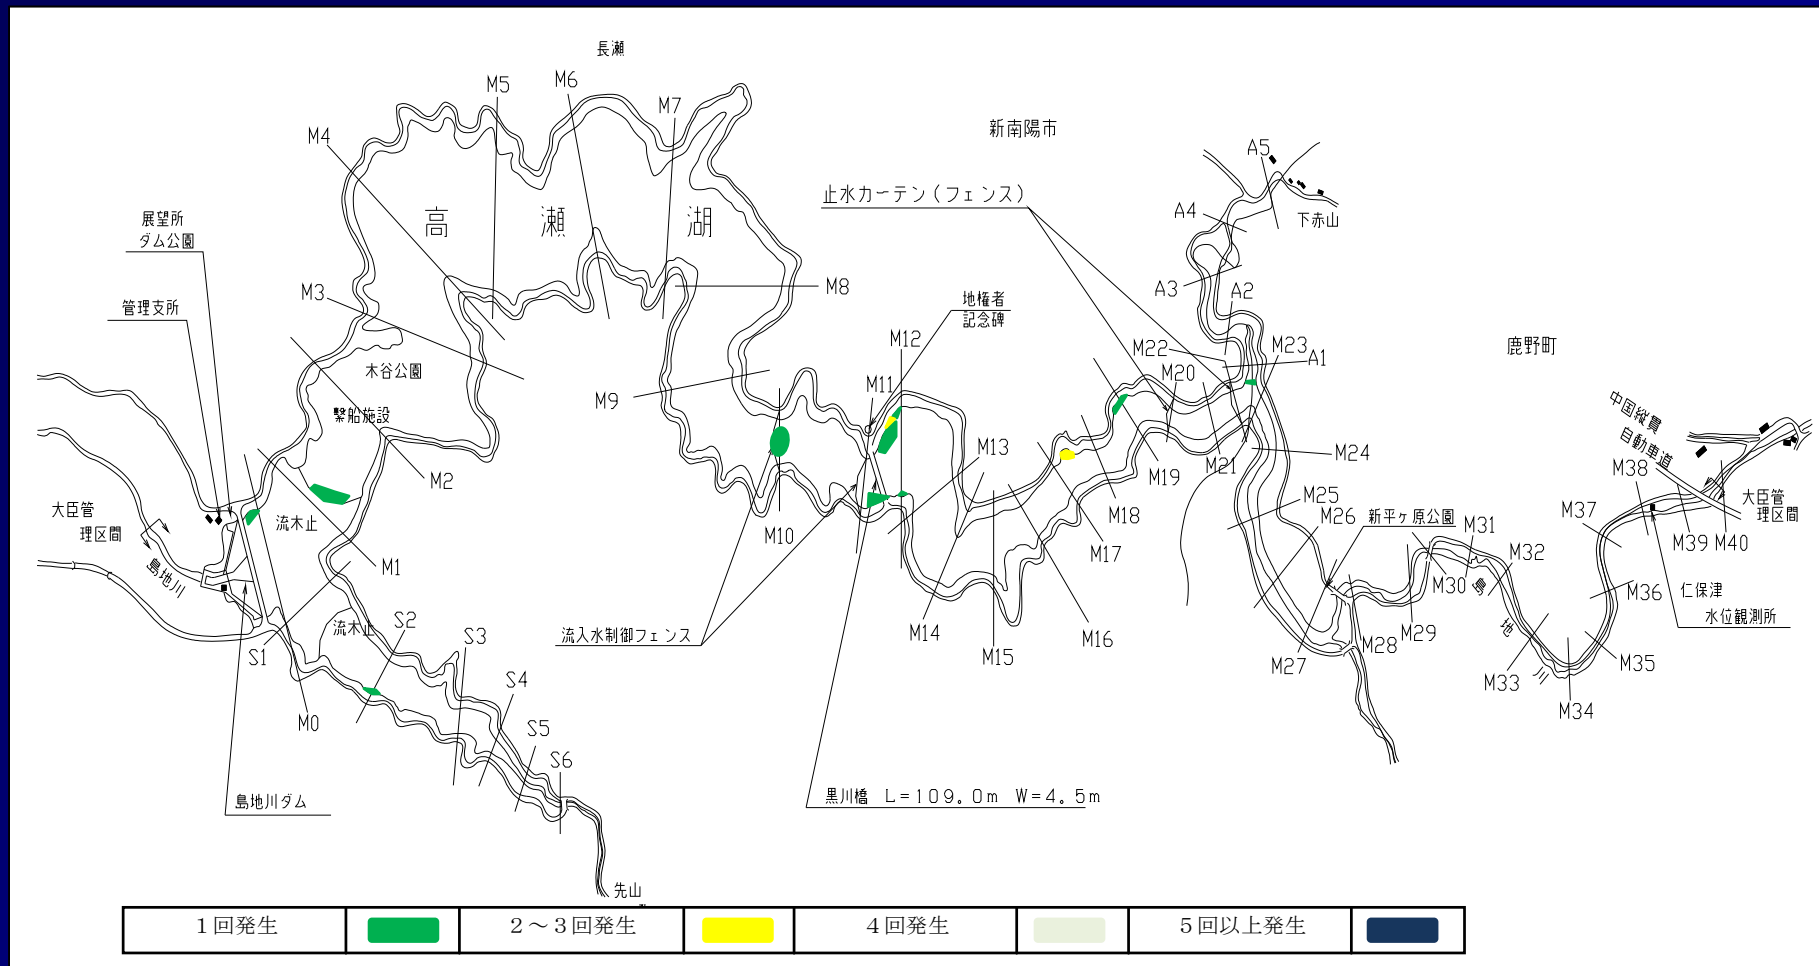 長瀬
M5
M6
M7
M4
新南陽市
A5
止水カーテン(フェンス)
A4
下赤山
展望所
ダム公園
高瀬湖
M3
管理支所
M8
A3
A2
地権者
記念碑
M12
M22
M23
A1
鹿野町
木谷公園
M11
M20
M9
繋船施設
中国縦貫
自動車道
M13
M19
M21
M24
M2
M38
大臣管
理区間
流木止
M10
M18
M25
M26
新平ヶ原公園
M37
大臣管
理区間
M31
M17
M39
M40
M32
島地川
M1
M30
島
仁保津
水位観測所
M36
流木止
S2
S3
流入水制御フェンス
M14
M16
M29
地
S1
M15
M28
M27
M35
S4
M33
M0
M34
S5
S6
島地川ダム
黒川橋 L=109.0m W=4.5m
先山
1回発生
2~3回発生
4回発生
5回以上発生